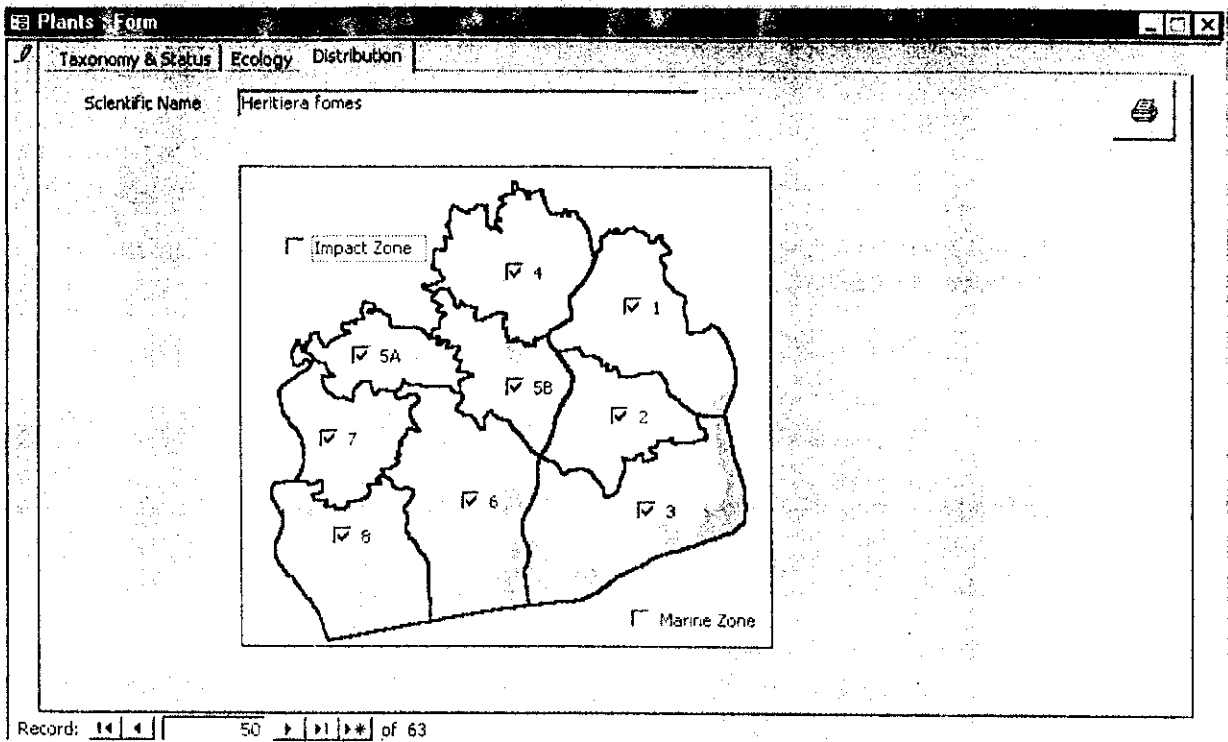 Plants : Form
Taxonomy & Status Ecology Distribution
Scientific Name Heritiera fomes
Impact Zone
4
1
5A
5B
2
7
6
3
8
Marine Zone
Record: 50 of 63